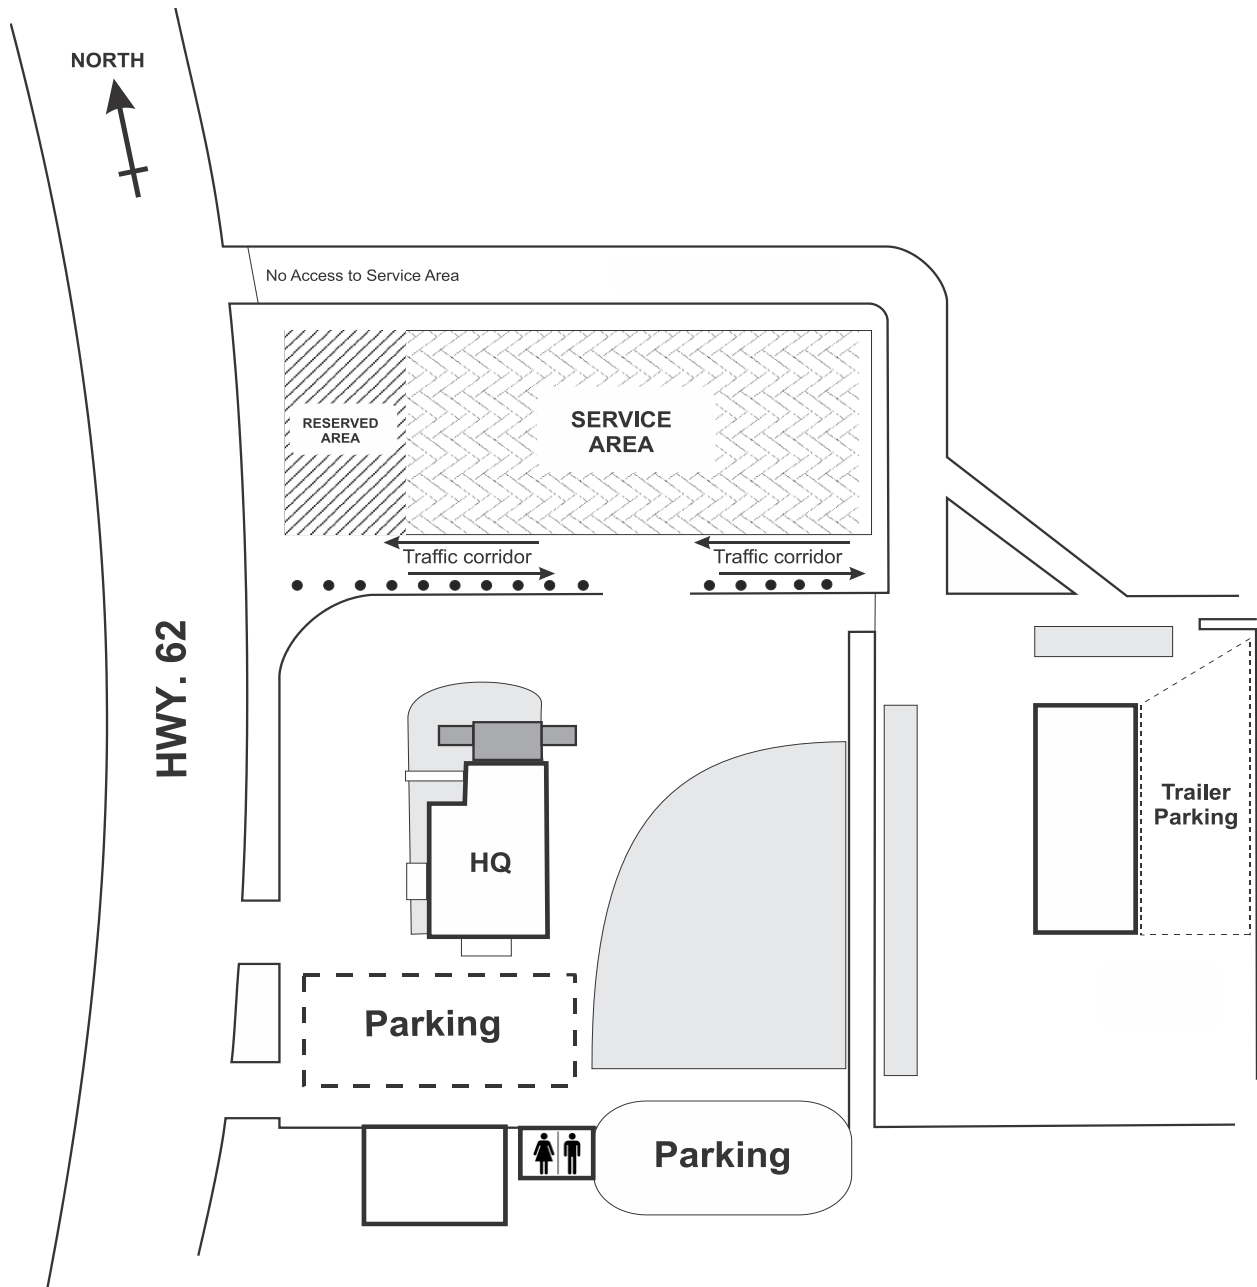 NORTH
No Access to Service Area
RESERVED
AREA
SERVICE
AREA
Traffic corridor
Traffic corridor
HWY. 62
Trailer
Parking
HQ
Parking
Parking